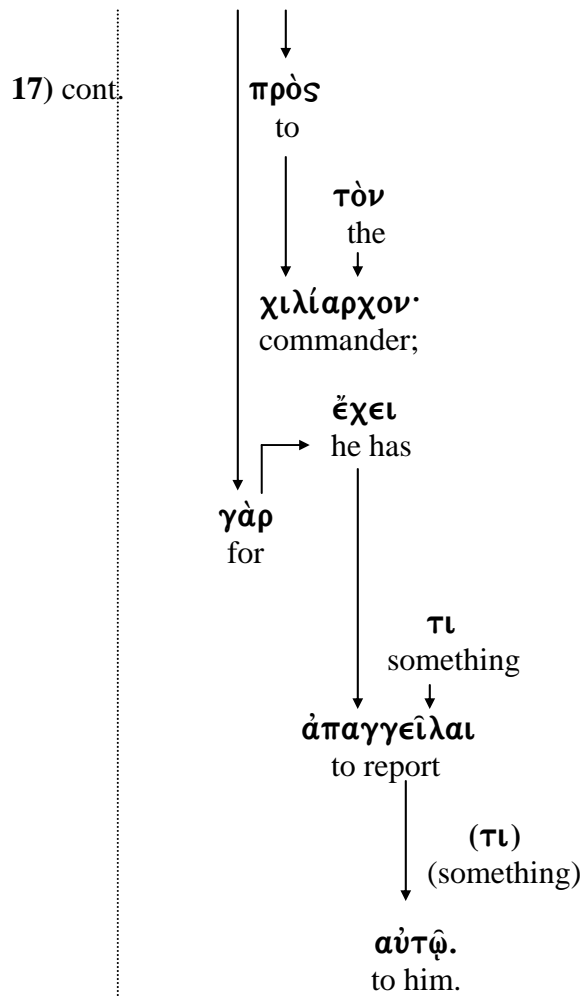 17) cont.
πρὸς
to
τὸν
the
χιλίαρχον·
commander;
ἔχει
he has
γὰρ
for
τι
something
ἀπαγγεῖλαι
to report
(τι)
(something)
αὐτῷ.
to him.